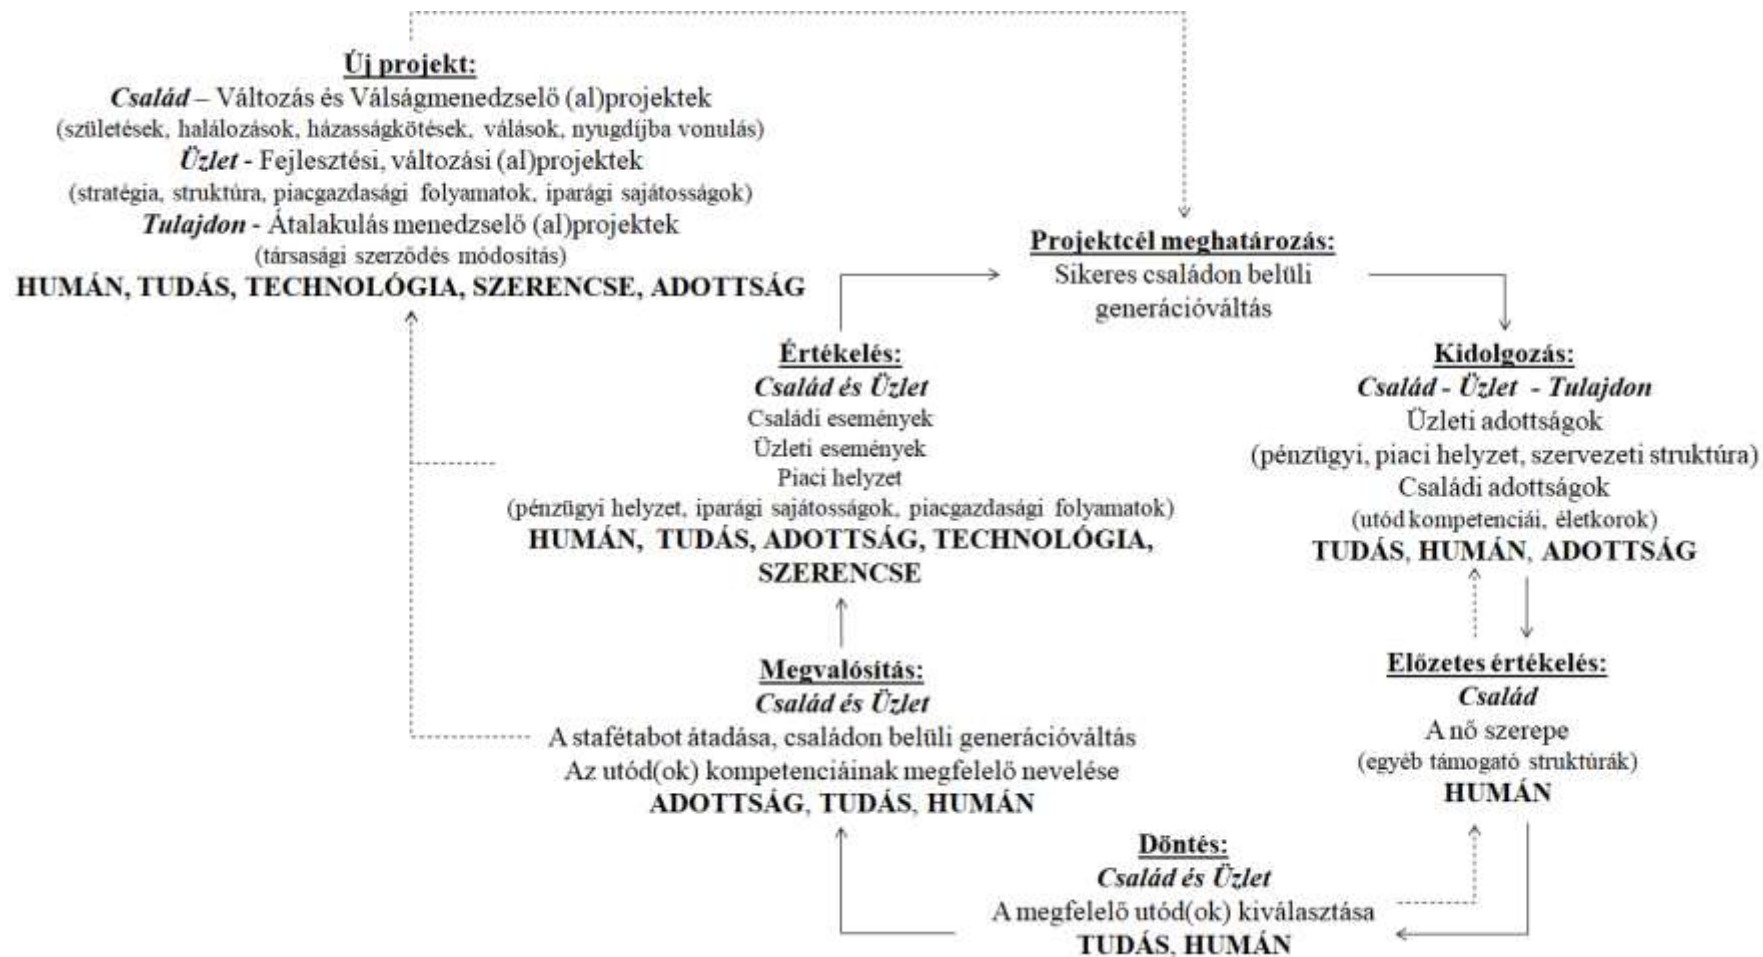 Új projekt:
Család – Változás és Válságmenedzselő (al)projektek
(születések, halálozások, házasságkötések, válások, nyugdíjba vonulás)
Üzlet - Fejlesztési, változási (al)projektek
(stratégia, struktúra, piacgazdasági folyamatok, iparági sajátosságok)
Tulajdon - Átalakulás menedzselő (al)projektek
(társasági szerződés módosítás)
HUMÁN, TUDÁS, TECHNOLÓGIA, SZERENCSE, ADOTTSÁG
Projektcél meghatározás:
Sikeres családon belüli
generációváltás
Kidolgozás:
Család - Üzlet - Tulajdon
Üzleti adottságok
(pénzügyi, piaci helyzet, szervezeti struktúra)
Családi adottságok
(utód kompetenciái, életkorok)
TUDÁS, HUMÁN, ADOTTSÁG
Előzetes értékelés:
Család
A nő szerepe
(egyéb támogató struktúrák)
HUMÁN
Döntés:
Család és Üzlet
A megfelelő utód(ok) kiválasztása
TUDÁS, HUMÁN
Megvalósítás:
Család és Üzlet
A stafétabot átadása, családon belüli generációváltás
Az utód(ok) kompetenciáinak megfelelő nevelése
ADOTTSÁG, TUDÁS, HUMÁN
Értékelés:
Család és Üzlet
Családi események
Üzleti események
Piaci helyzet
(pénzügyi helyzet, iparági sajátosságok, piacgazdasági folyamatok)
HUMÁN, TUDÁS, ADOTTSÁG, TECHNOLÓGIA,
SZERENCSE